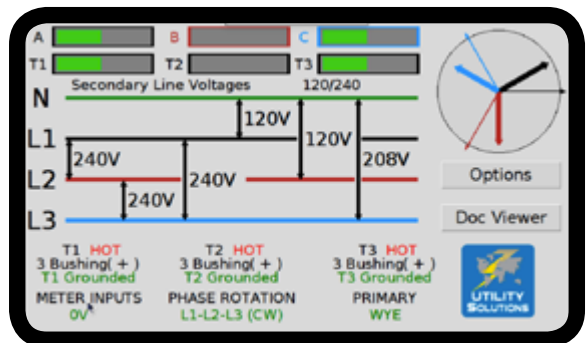 A B C
T1 T2 T3
Secondary Line Voltages 120/240
N
120V
L1
240V 120V 208V
L2 240V
240V
L3
Options
Doc Viewer
T1 HOT T2 HOT T3 HOT
3 Bushing( + ) 3 Bushing( + ) 3 Bushing( + )
T1 Grounded T2 Grounded T3 Grounded
METER INPUTS PHASE ROTATION PRIMARY
0V L1-L2-L3 (CW) WYE
UTILITY
SOLUTIONS